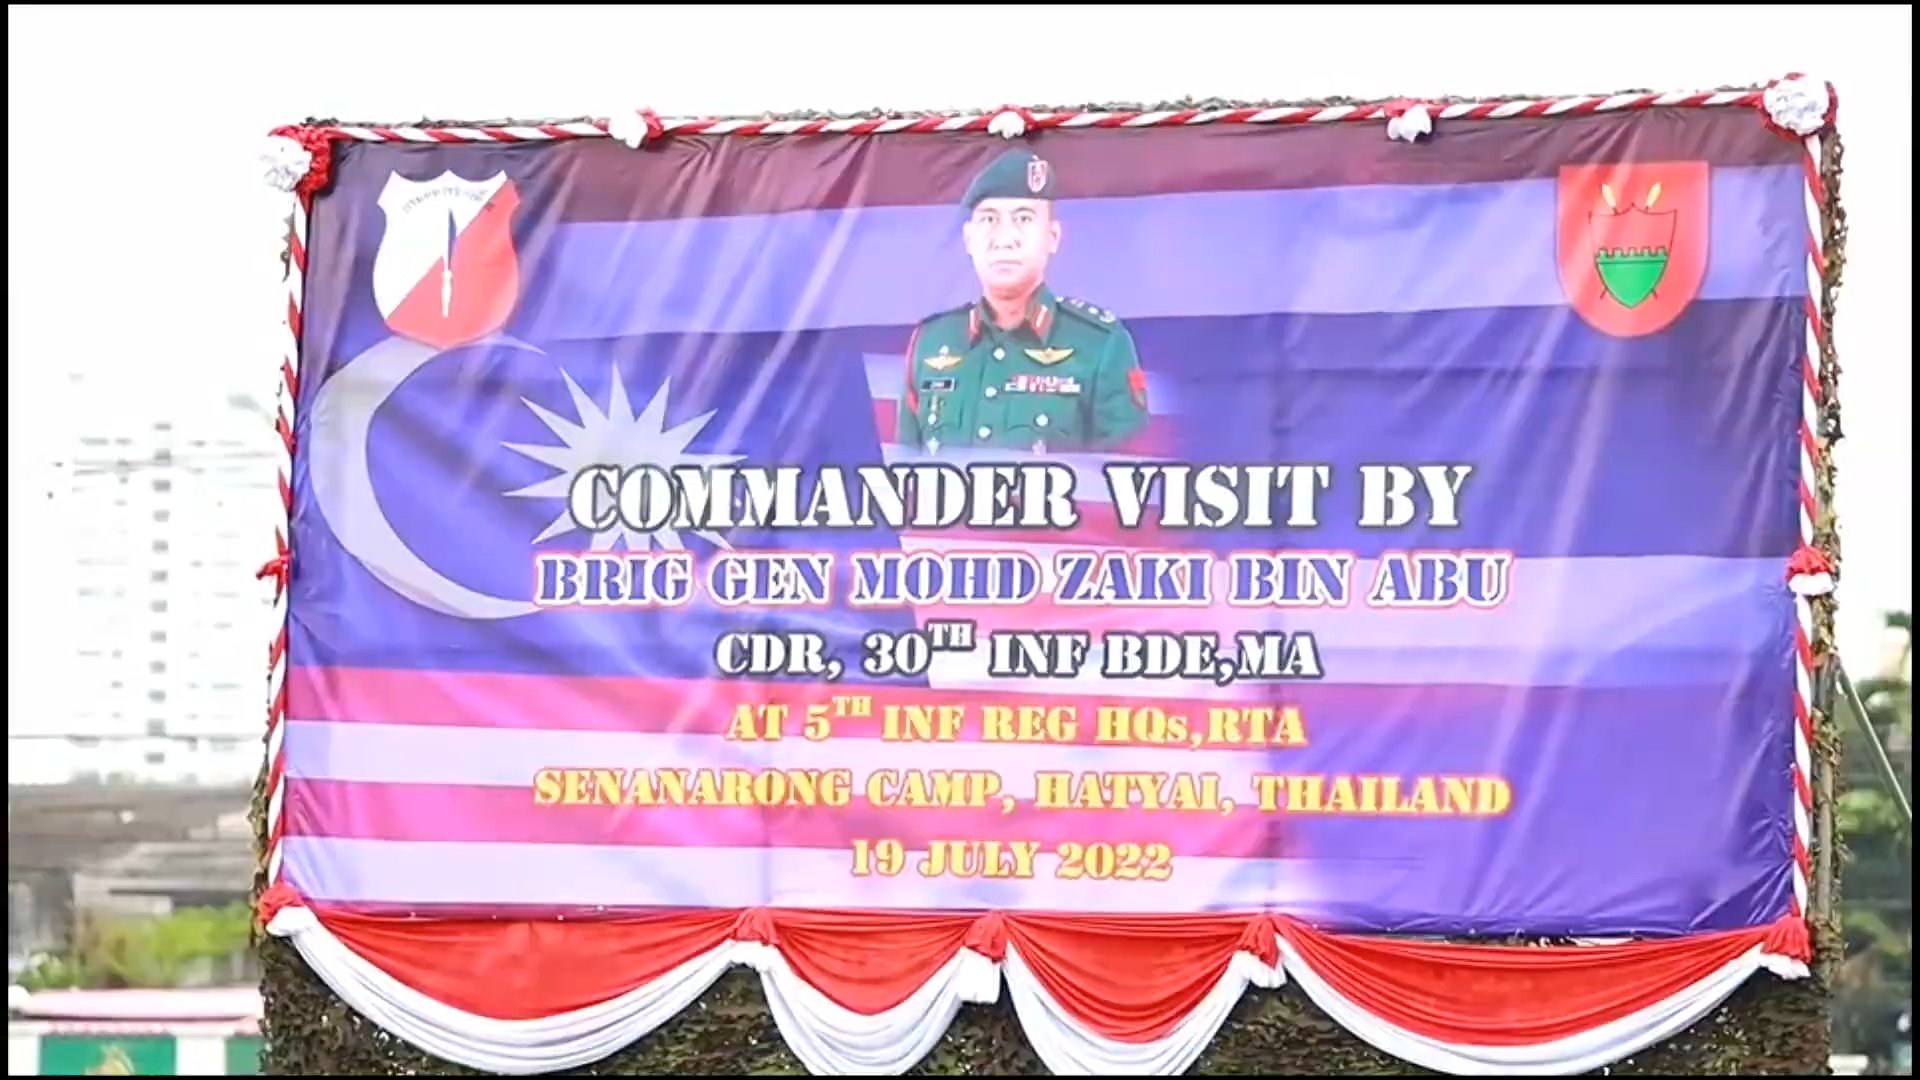 COMMANDER VISIT BY
BRIG GEN MOHD ZAKI BIN ABU
CDR, 30TH INF BDE,MA
AT 5TH INF REG HQs,RTA
SENANARONG CAMP, HATYAI, THAILAND
19 JULY 2022